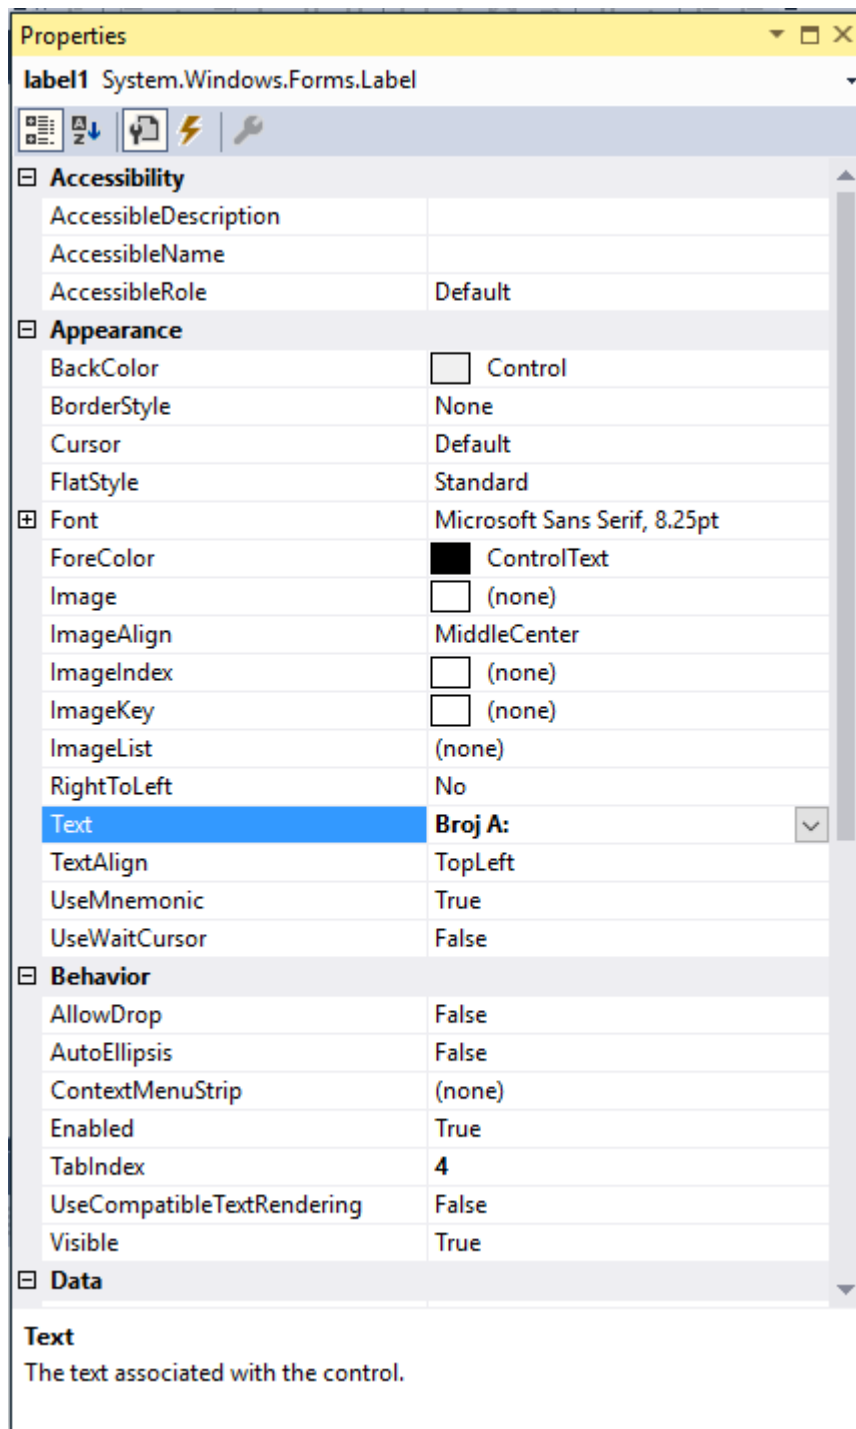 Properties
label1 System.Windows.Forms.Label
Accessibility
AccessibleDescription
AccessibleName
AccessibleRole Default
Appearance
BackColor Control
BorderStyle None
Cursor Default
FlatStyle Standard
Font Microsoft Sans Serif, 8.25pt
ForeColor ControlText
Image (none)
ImageAlign MiddleCenter
ImageIndex (none)
ImageKey (none)
ImageList (none)
RightToLeft No
Text Broj A:
TextAlign TopLeft
UseMnemonic True
UseWaitCursor False
Behavior
AllowDrop False
AutoEllipsis False
ContextMenuStrip (none)
Enabled True
TabIndex 4
UseCompatibleTextRendering False
Visible True
Data
Text
The text associated with the control.